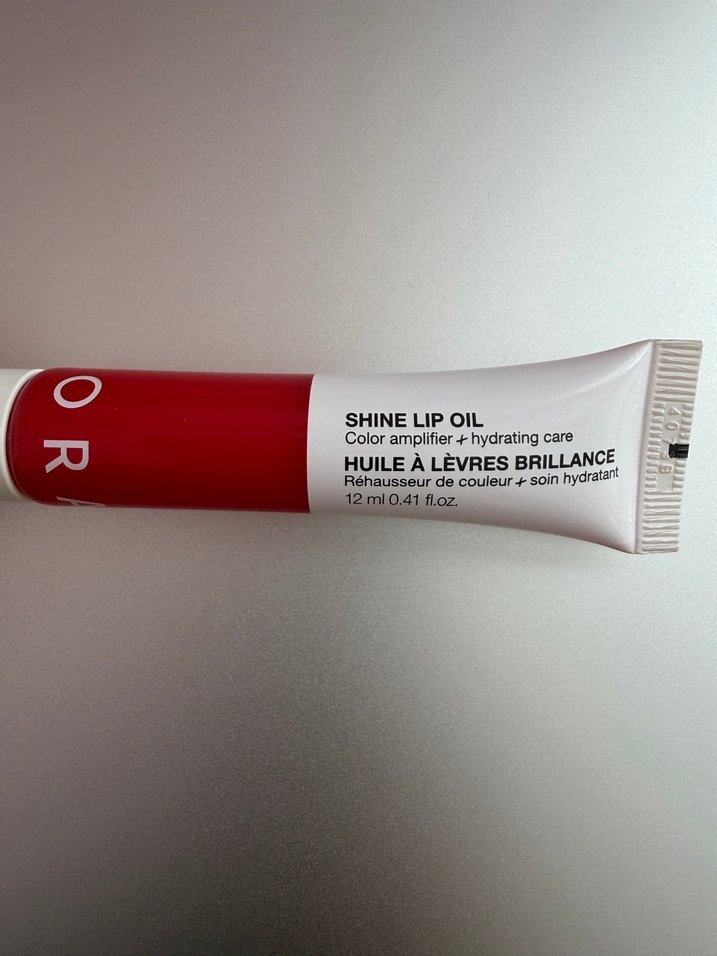 OR
SHINE LIP OIL
Color amplifier + hydrating care
HUILE À LÈVRES BRILLANCE
Réhausseur de couleur + soin hydratant
12 ml 0.41 fl.oz.